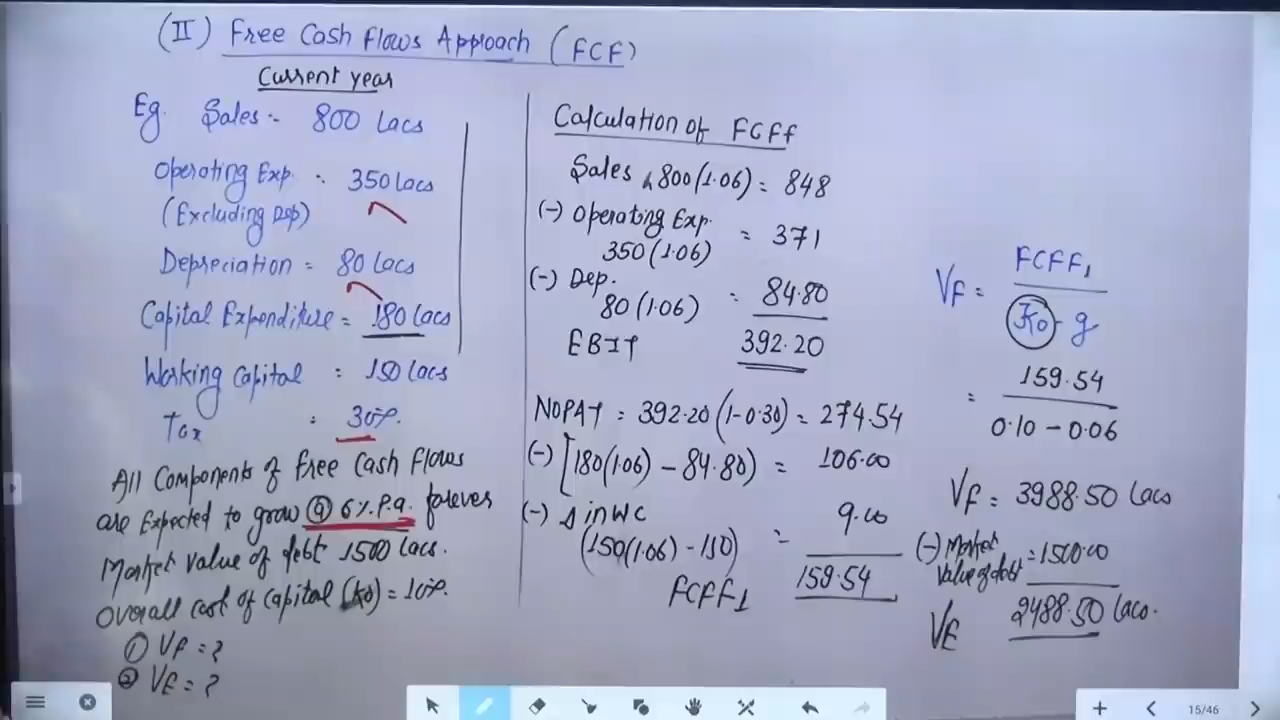 (II) Free Cash Flows Approach (FCF)
Current year
Eg. Sales :- 800 Lacs
Operating Exp. : 350 Lacs
(Excluding Dep)
Depreciation = 80 Lacs
Capital Expenditure = 180 Lacs
Working Capital : 150 Lacs
Tax : 30%.
All Components of free Cash flows
are Expected to grow @ 6% P.a. forever
Market value of debt 1500 lacs.
Overall cost of capital (Ko) = 10%.
① VF = ?
② VE = ?
Calculation of FCFF
Sales 800(1.06) = 848
(-) Operating Exp. = 371
350(1.06)
(-) Dep. = 84.80
80(1.06)
EBIT 392.20
NOPAT = 392.20(1-0.30) = 274.54
(-) [180(1.06) - 84.80) = 106.00
(-) Δ in WC = 9.00
(150(1.06) - 150)
FCFF1 159.54
VF = FCFF1
Ko - g
= 159.54
0.10 - 0.06
VF = 3988.50 Lacs
(-) Market = 1500.00
Value of debt
VE 2488.50 lacs.
15/46